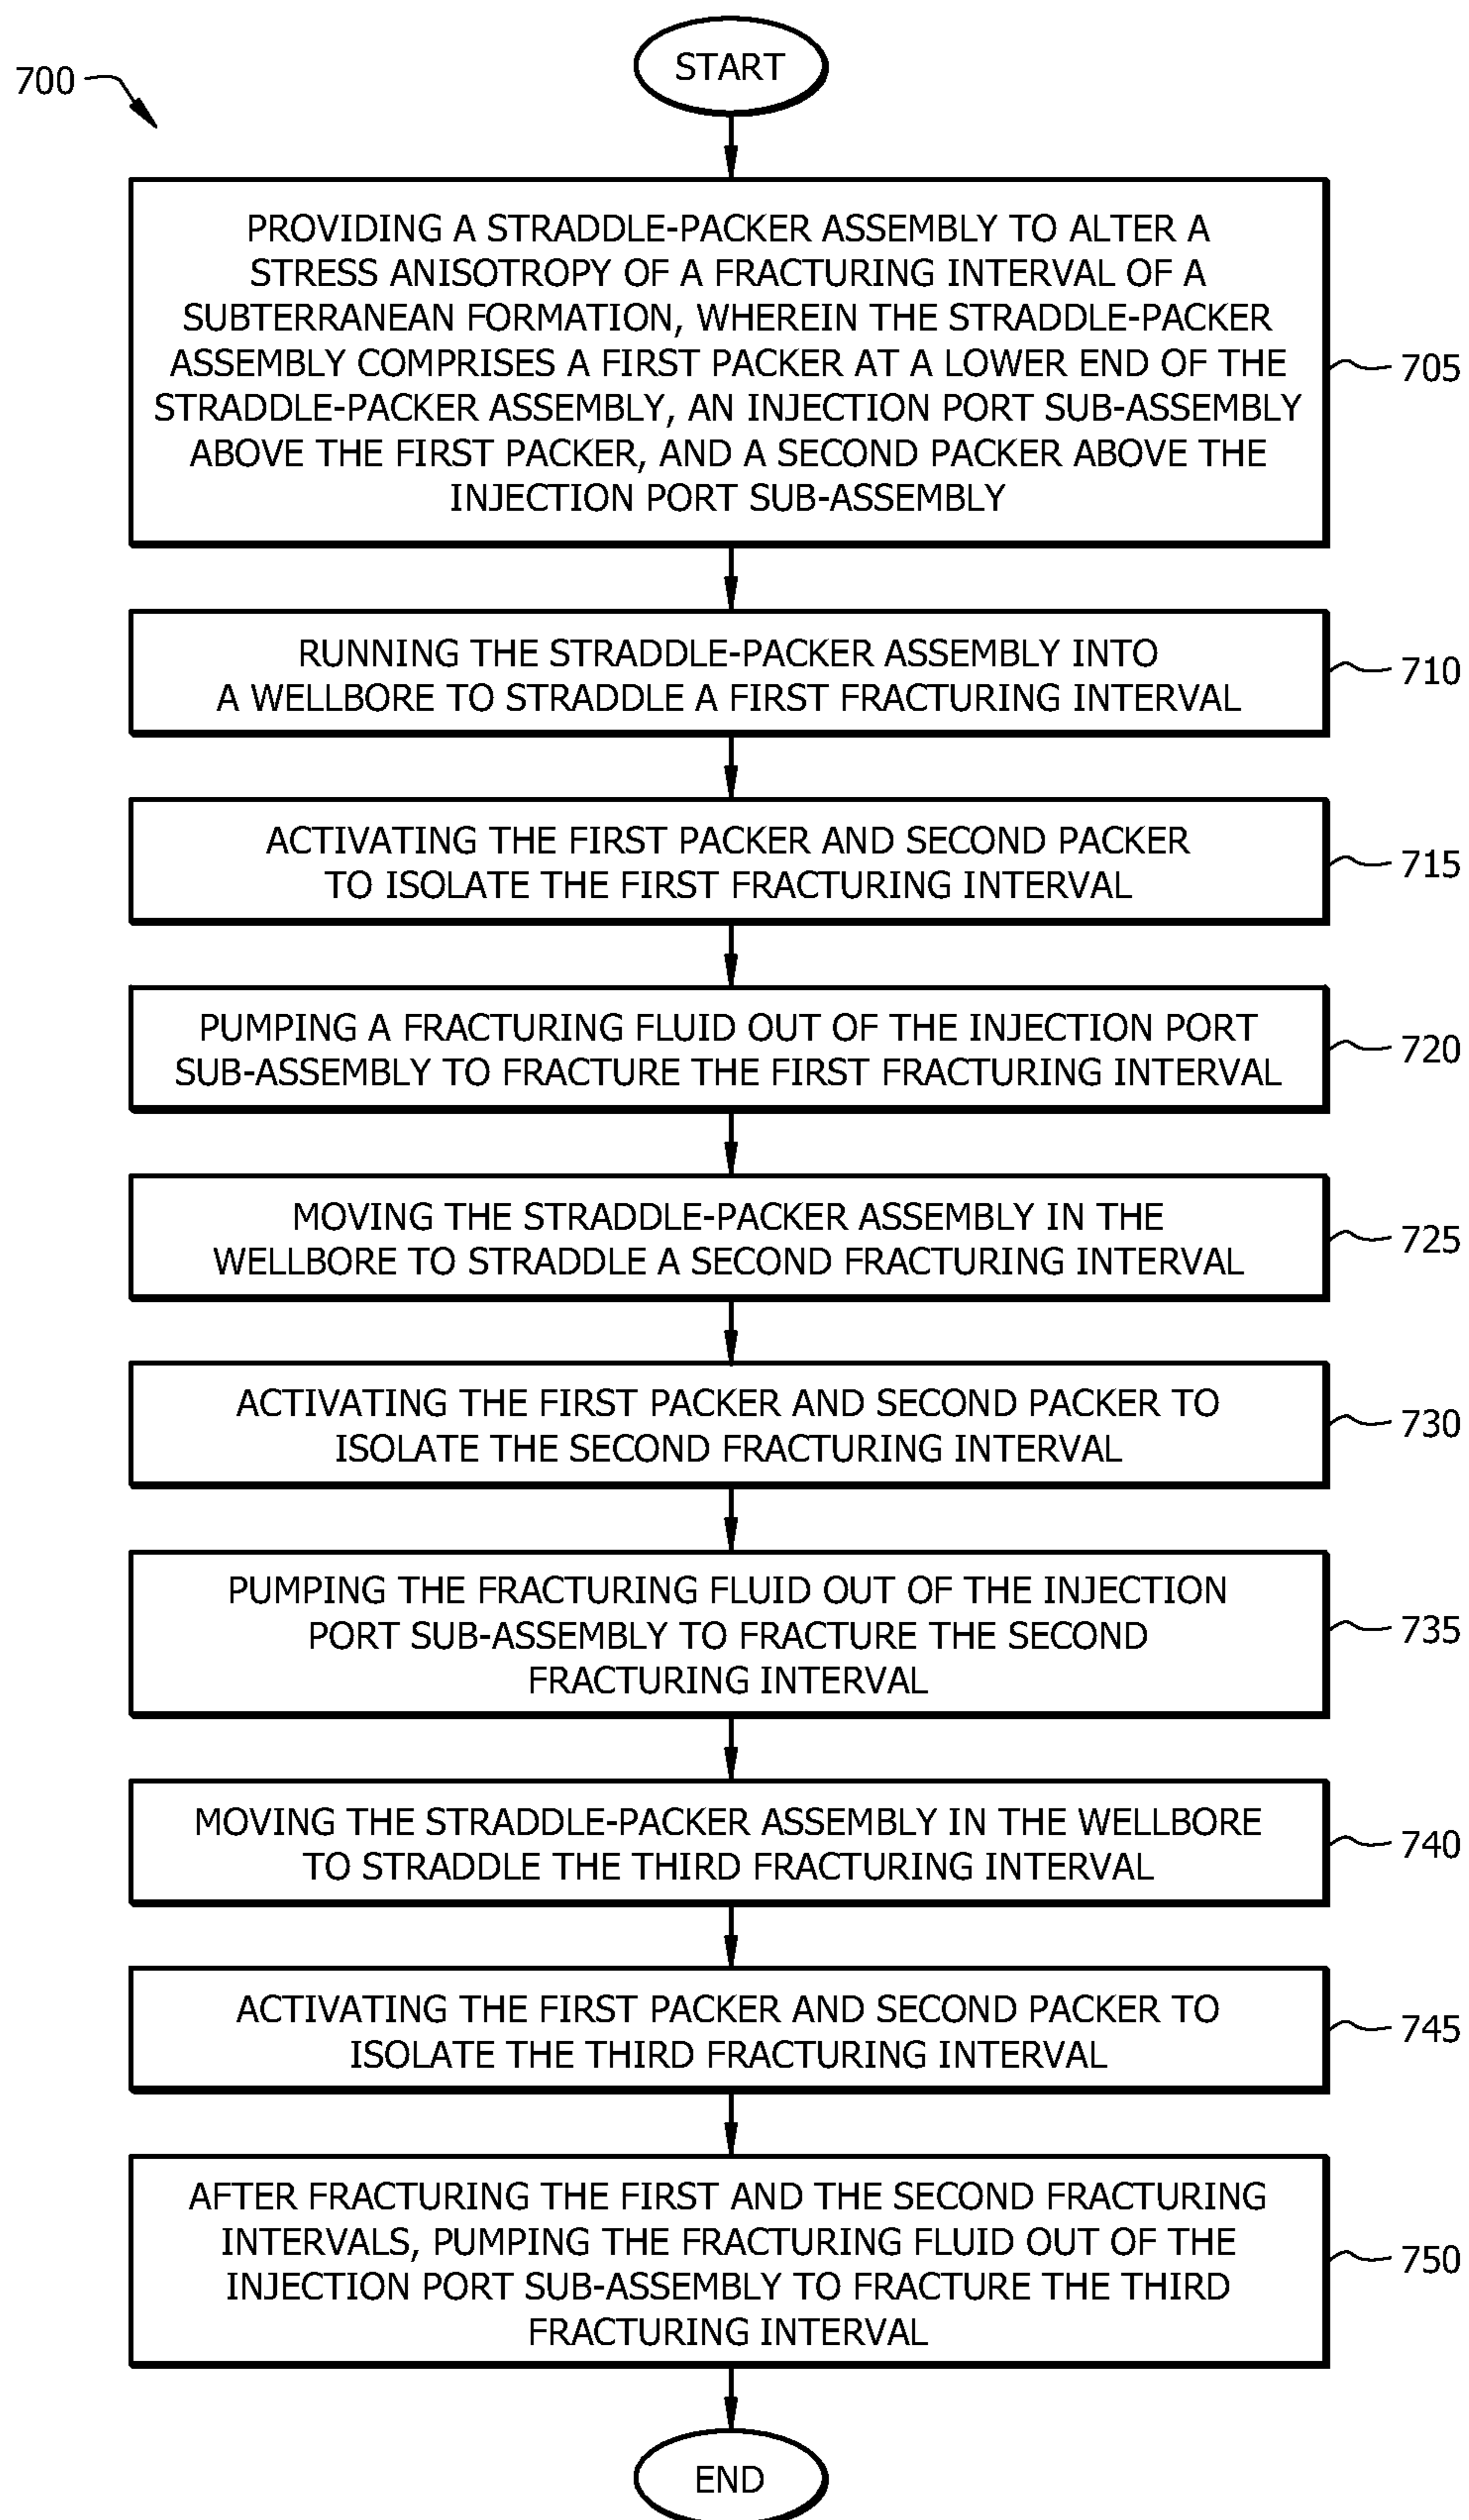 START
700
PROVIDING A STRADDLE-PACKER ASSEMBLY TO ALTER A
STRESS ANISOTROPY OF A FRACTURING INTERVAL OF A
SUBTERRANEAN FORMATION, WHEREIN THE STRADDLE-PACKER
ASSEMBLY COMPRISES A FIRST PACKER AT A LOWER END OF THE
STRADDLE-PACKER ASSEMBLY, AN INJECTION PORT SUB-ASSEMBLY
ABOVE THE FIRST PACKER, AND A SECOND PACKER ABOVE THE
INJECTION PORT SUB-ASSEMBLY
705
RUNNING THE STRADDLE-PACKER ASSEMBLY INTO
A WELLBORE TO STRADDLE A FIRST FRACTURING INTERVAL
710
ACTIVATING THE FIRST PACKER AND SECOND PACKER
TO ISOLATE THE FIRST FRACTURING INTERVAL
715
PUMPING A FRACTURING FLUID OUT OF THE INJECTION PORT
SUB-ASSEMBLY TO FRACTURE THE FIRST FRACTURING INTERVAL
720
MOVING THE STRADDLE-PACKER ASSEMBLY IN THE
WELLBORE TO STRADDLE A SECOND FRACTURING INTERVAL
725
ACTIVATING THE FIRST PACKER AND SECOND PACKER TO
ISOLATE THE SECOND FRACTURING INTERVAL
730
PUMPING THE FRACTURING FLUID OUT OF THE INJECTION
PORT SUB-ASSEMBLY TO FRACTURE THE SECOND
FRACTURING INTERVAL
735
MOVING THE STRADDLE-PACKER ASSEMBLY IN THE WELLBORE
TO STRADDLE THE THIRD FRACTURING INTERVAL
740
ACTIVATING THE FIRST PACKER AND SECOND PACKER TO
ISOLATE THE THIRD FRACTURING INTERVAL
745
AFTER FRACTURING THE FIRST AND THE SECOND FRACTURING
INTERVALS, PUMPING THE FRACTURING FLUID OUT OF THE
INJECTION PORT SUB-ASSEMBLY TO FRACTURE THE THIRD
FRACTURING INTERVAL
750
END